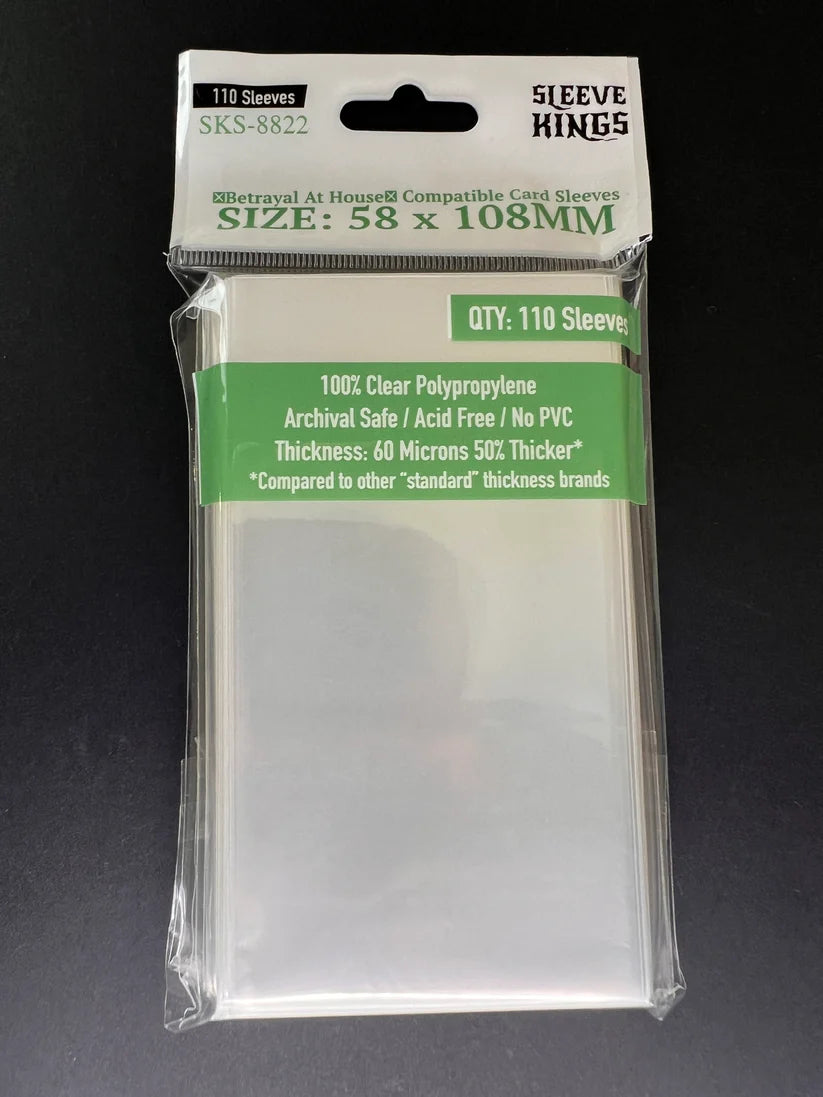 110 Sleeves
SKS-8822
SLEEVE
KINGS
☒Betrayal At House☒ Compatible Card Sleeves
SIZE: 58 x 108MM
QTY: 110 Sleeves
100% Clear Polypropylene
Archival Safe / Acid Free / No PVC
Thickness: 60 Microns 50% Thicker*
*Compared to other “standard” thickness brands